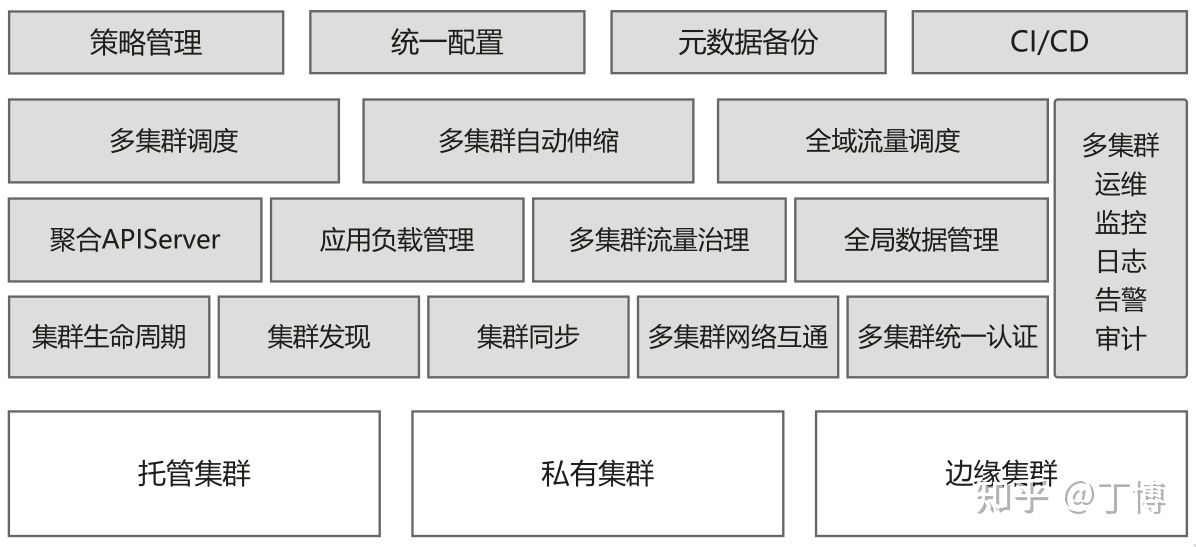 策略管理
统一配置
元数据备份
CI/CD
多集群调度
多集群自动伸缩
全域流量调度
多集群
运维
监控
日志
告警
审计
聚合APIServer
应用负载管理
多集群流量治理
全局数据管理
集群生命周期
集群发现
集群同步
多集群网络互通
多集群统一认证
托管集群
私有集群
边缘集群
知乎 @丁博